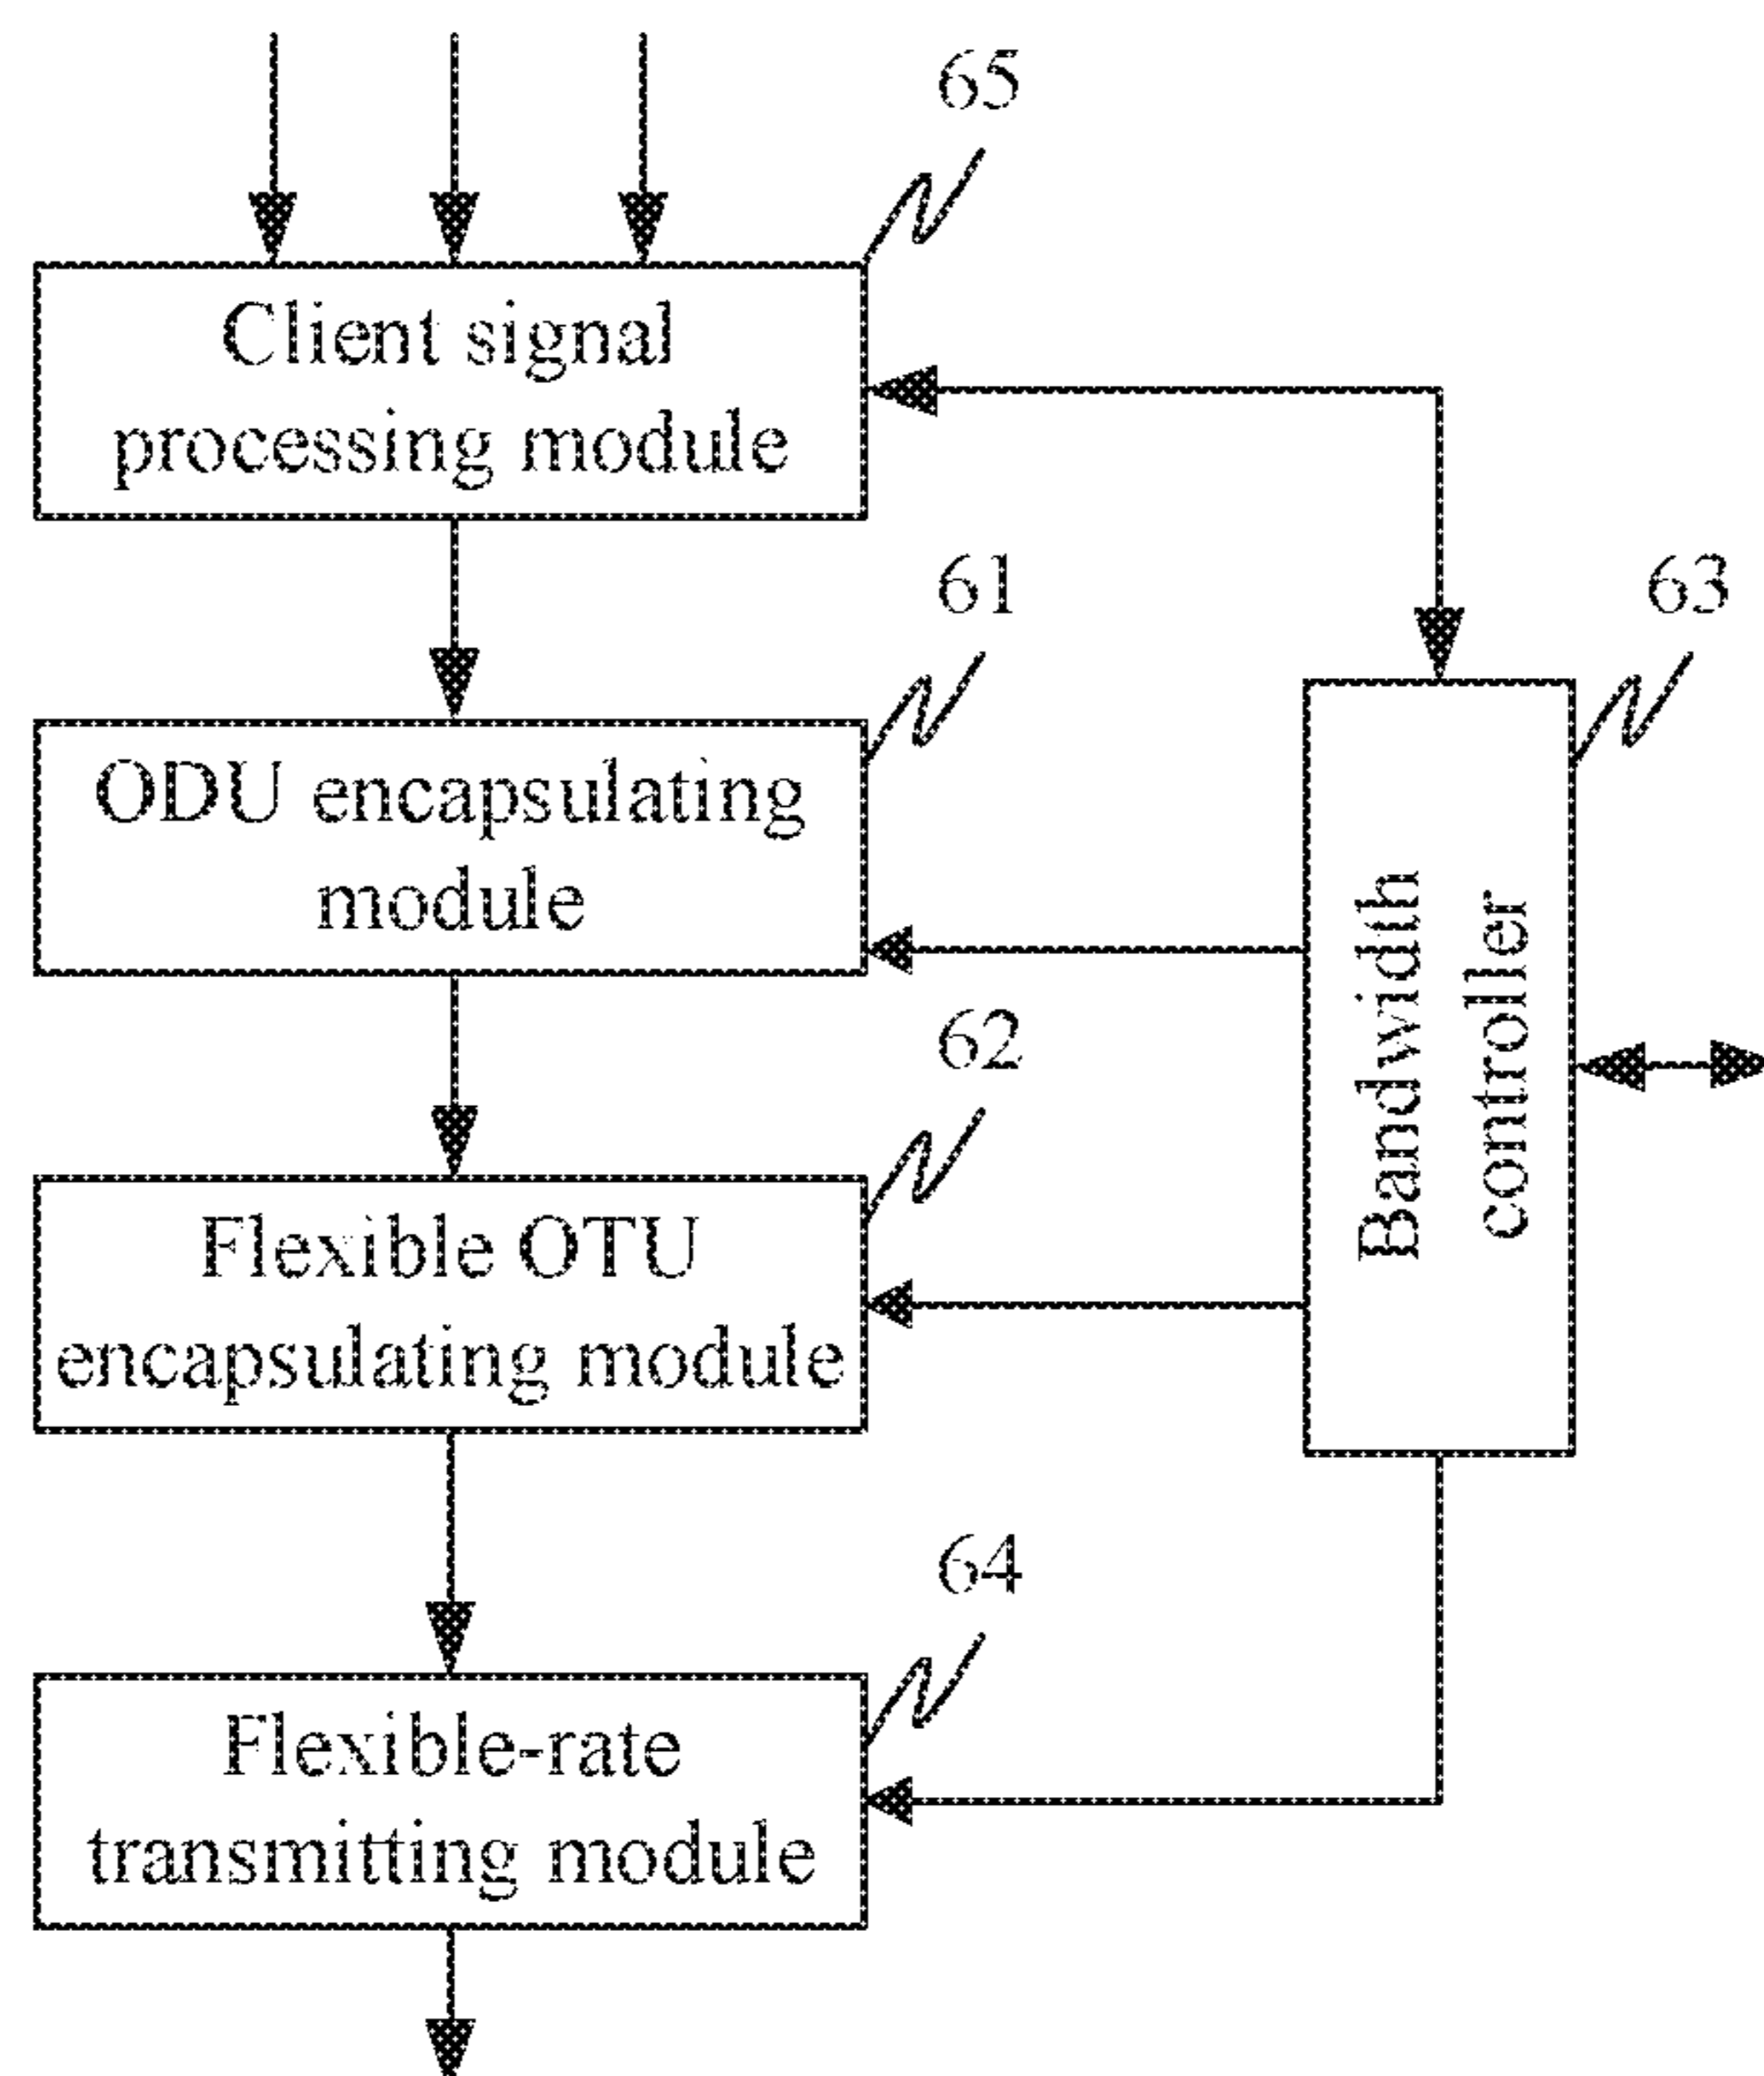 65
Client signal
processing module
61
63
ODU encapsulating
module
Bandwidth
controller
62
Flexible OTU
encapsulating module
64
Flexible-rate
transmitting module